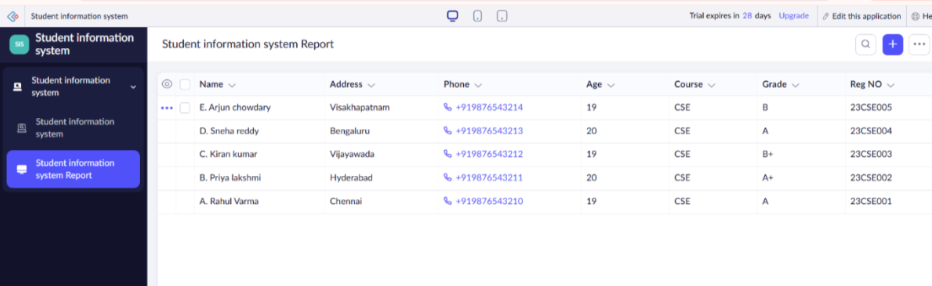 Student information system
Trial expires in 28 days Upgrade Edit this application He
SIS Student information
system
Student information system Report
Student information
system
Student information
system
Student information
system Report
Name Address Phone Age Course Grade Reg NO
E. Arjun chowdary Visakhapatnam +919876543214 19 CSE B 23CSE005
D. Sneha reddy Bengaluru +919876543213 20 CSE A 23CSE004
C. Kiran kumar Vijayawada +919876543212 19 CSE B+ 23CSE003
B. Priya lakshmi Hyderabad +919876543211 20 CSE A+ 23CSE002
A. Rahul Varma Chennai +919876543210 19 CSE A 23CSE001